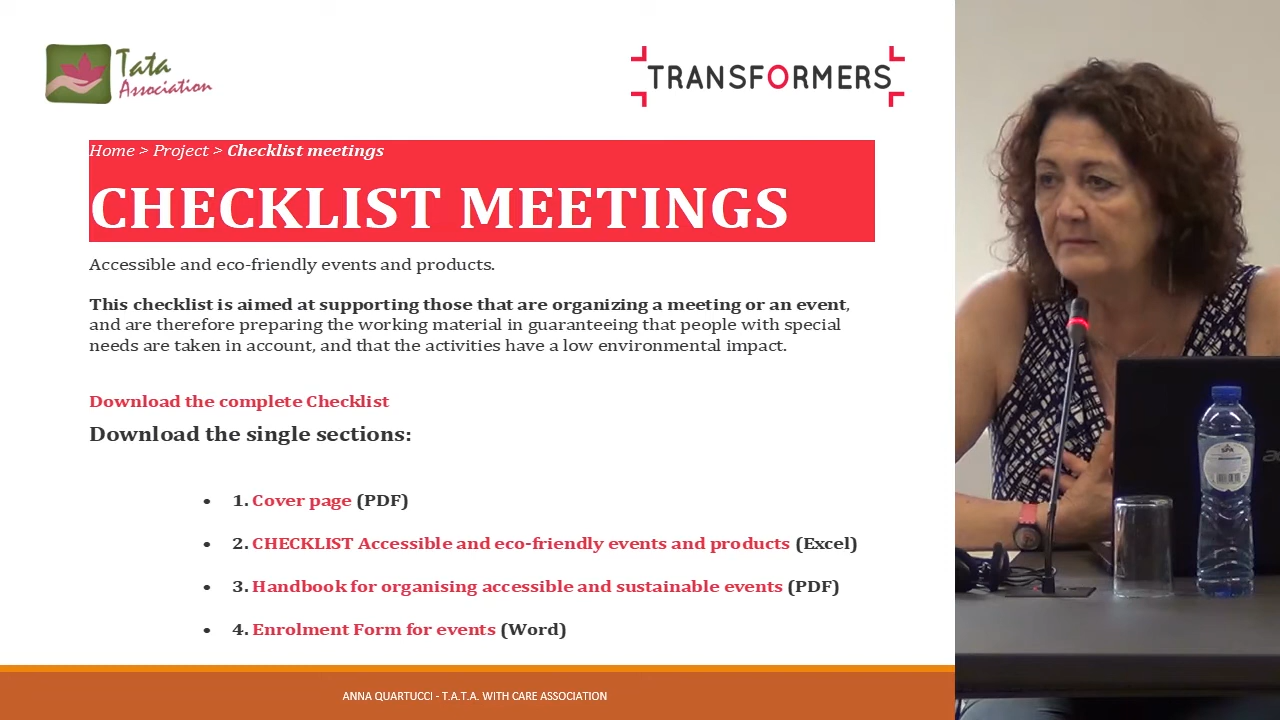 Tata
Association
TRANSFORMERS
Home > Project > Checklist meetings
CHECKLIST MEETINGS
Accessible and eco-friendly events and products.
This checklist is aimed at supporting those that are organizing a meeting or an event,
and are therefore preparing the working material in guaranteeing that people with special
needs are taken in account, and that the activities have a low environmental impact.
Download the complete Checklist
Download the single sections:
• 1. Cover page (PDF)
• 2. CHECKLIST Accessible and eco-friendly events and products (Excel)
• 3. Handbook for organising accessible and sustainable events (PDF)
• 4. Enrolment Form for events (Word)
ANNA QUARTUCCI - T.A.T.A. WITH CARE ASSOCIATION
SPA